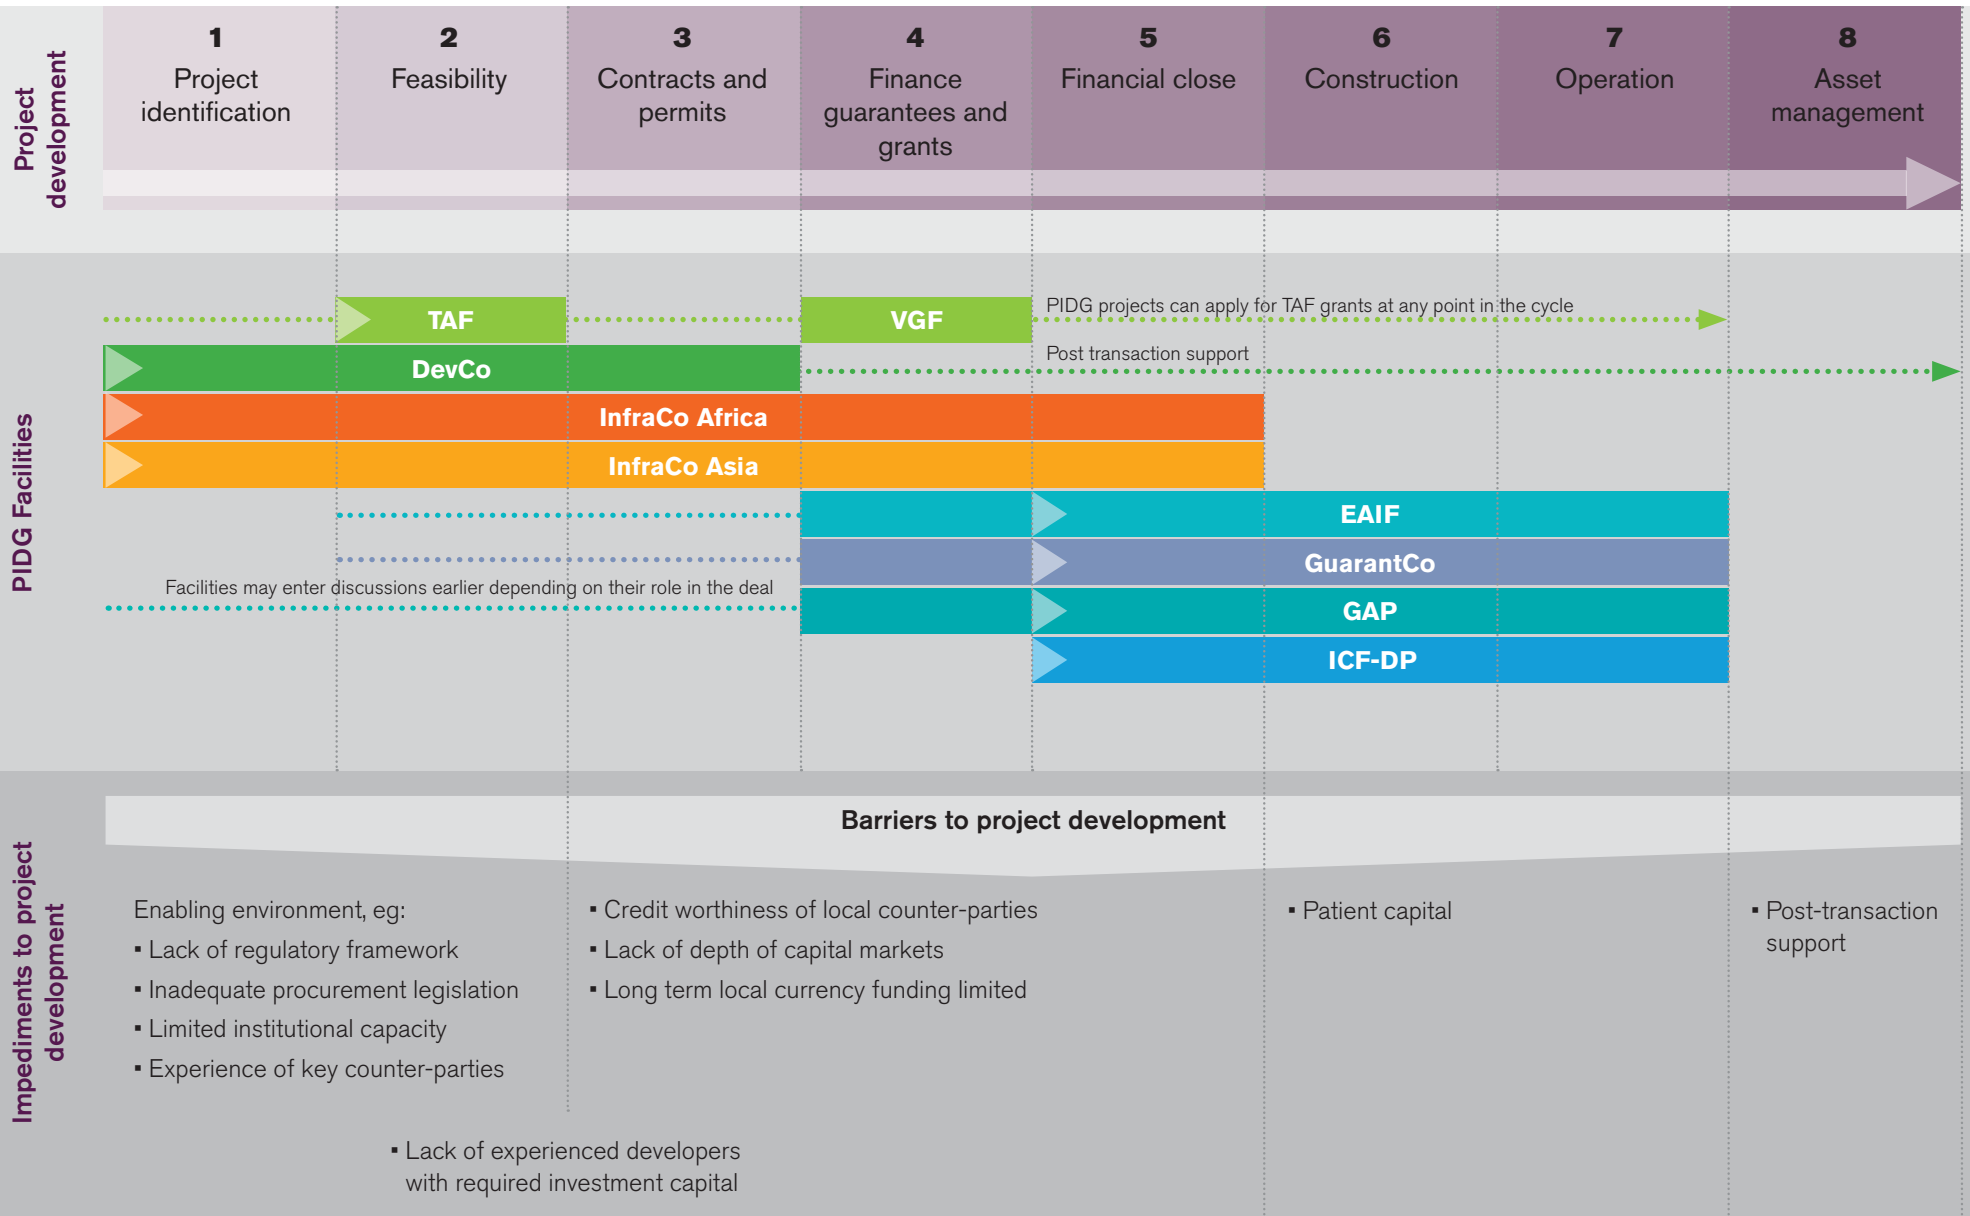 Project
development
1
Project
identification
2
Feasibility
3
Contracts and
permits
4
Finance
guarantees and
grants
5
Financial close
6
Construction
7
Operation
8
Asset
management
PIDG Facilities
TAF
VGF
PIDG projects can apply for TAF grants at any point in the cycle
DevCo
Post transaction support
InfraCo Africa
InfraCo Asia
EAIF
GuarantCo
Facilities may enter discussions earlier depending on their role in the deal
GAP
ICF-DP
Impediments to project
development
Barriers to project development
Enabling environment, eg:
▪ Lack of regulatory framework
▪ Inadequate procurement legislation
▪ Limited institutional capacity
▪ Experience of key counter-parties
▪ Lack of experienced developers
with required investment capital
▪ Credit worthiness of local counter-parties
▪ Lack of depth of capital markets
▪ Long term local currency funding limited
▪ Patient capital
▪ Post-transaction
support